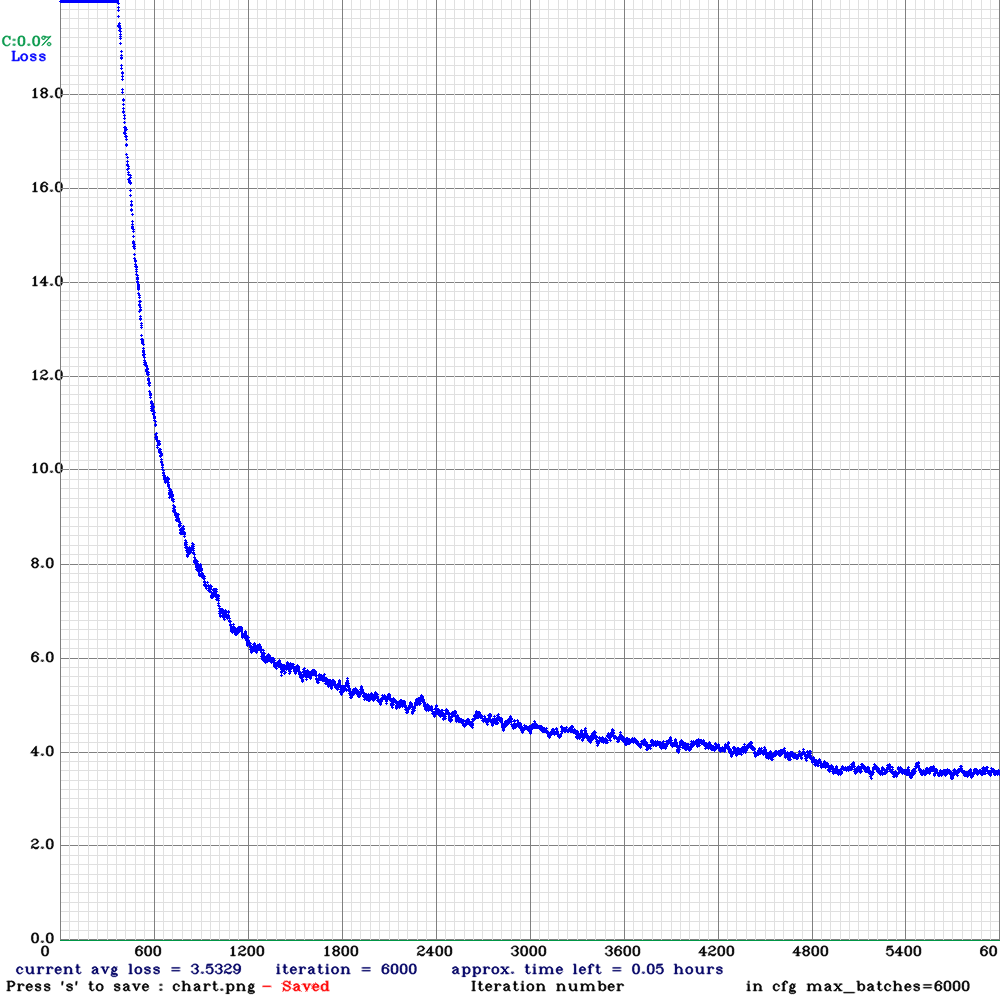 C:0.0%
Loss
18.0
16.0
14.0
12.0
10.0
8.0
6.0
4.0
2.0
0.0
0 600 1200 1800 2400 3000 3600 4200 4800 5400 60
current avg loss = 3.5329 iteration = 6000 approx. time left = 0.05 hours
Press 's' to save : chart.png - Saved Iteration number in cfg max_batches=6000